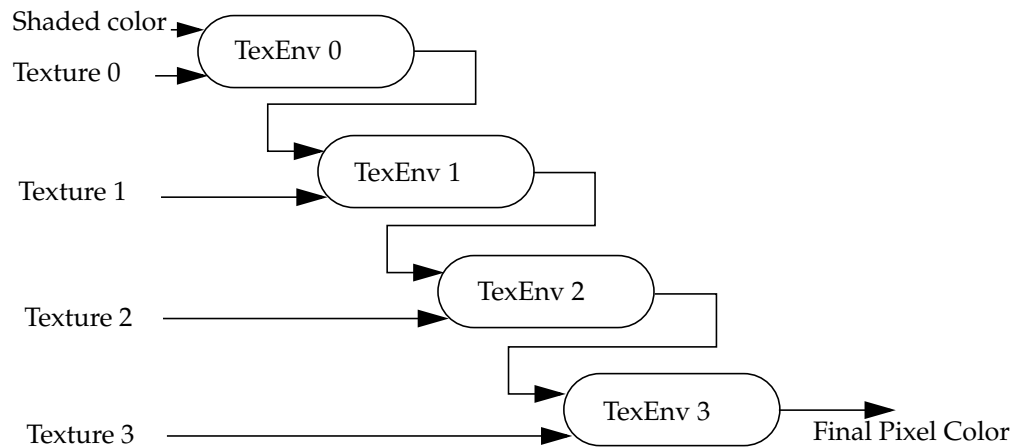 Shaded color
TexEnv 0
Texture 0
TexEnv 1
Texture 1
TexEnv 2
Texture 2
TexEnv 3
Texture 3
Final Pixel Color